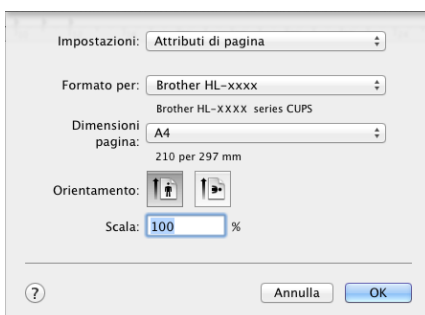 Impostazioni: Attributi di pagina
Formato per: Brother HL-xxxx
Brother HL-XXXX series CUPS
Dimensioni pagina: A4
210 per 297 mm
Orientamento:
Scala: 100 %
? Annulla OK